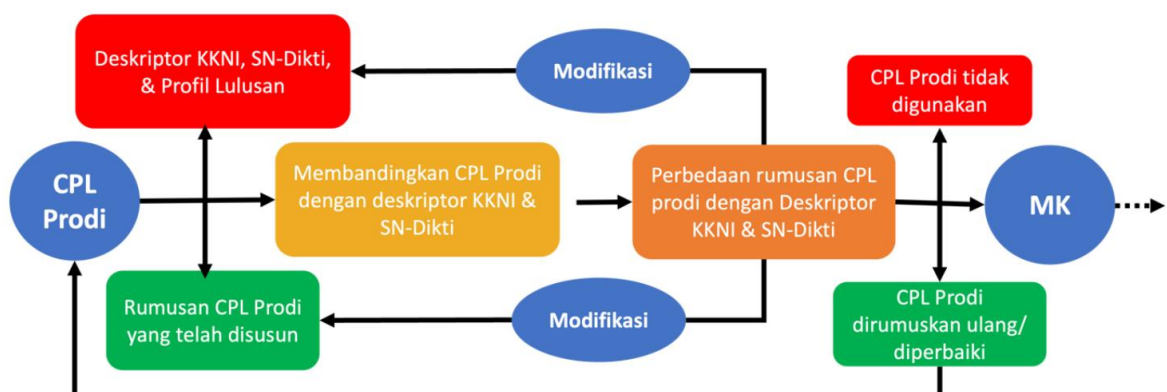 Deskriptor KKNI, SN-Dikti,
& Profil Lulusan
Modifikasi
CPL Prodi tidak
digunakan
CPL
Prodi
Membandingkan CPL Prodi
dengan deskriptor KKNI &
SN-Dikti
Perbedaan rumusan CPL
prodi dengan Deskriptor
KKNI & SN-Dikti
MK
Rumusan CPL Prodi
yang telah disusun
Modifikasi
CPL Prodi
dirumuskan ulang/
diperbaiki